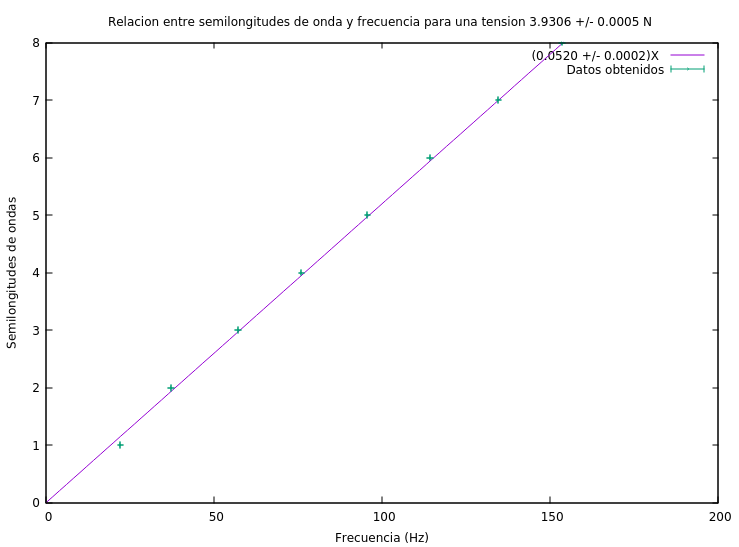 Relacion entre semilongitudes de onda y frecuencia para una tension 3.9306 +/- 0.0005 N
8
(0.0520 +/- 0.0002)X
Datos obtenidos
7
6
5
Semilongitudes de ondas
4
3
2
1
0
0 50 100 150 200
Frecuencia (Hz)